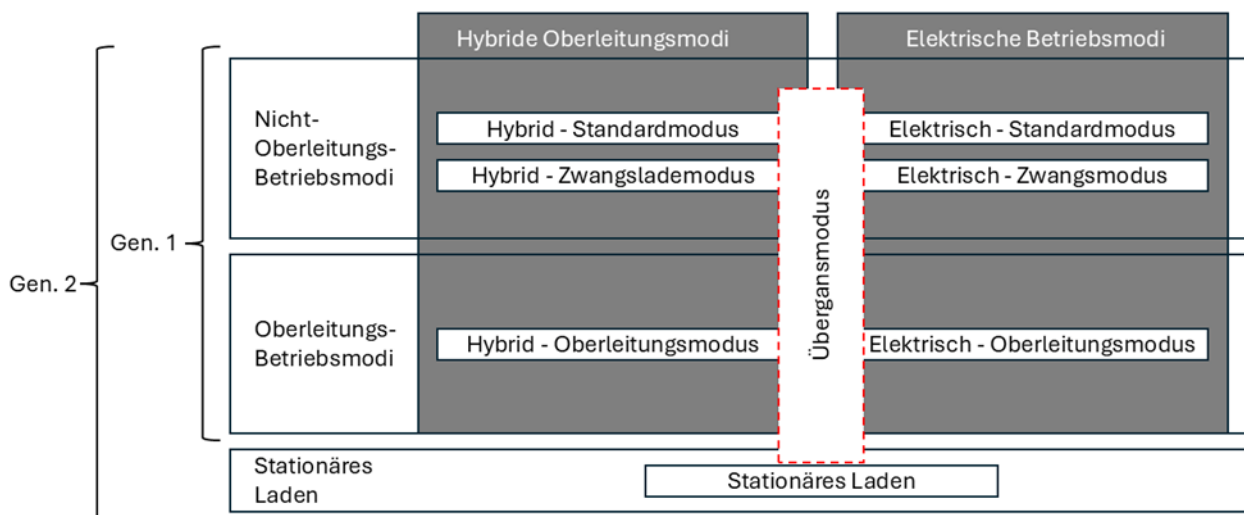 Hybride Oberleitungsmodi
Elektrische Betriebsmodi
Nicht-
Oberleitungs-
Betriebsmodi
Hybrid - Standardmodus
Elektrisch - Standardmodus
Hybrid - Zwangslademodus
Elektrisch - Zwangsmodus
Gen. 1
Gen. 2
Übergansmodus
Oberleitungs-
Betriebsmodi
Hybrid - Oberleitungsmodus
Elektrisch - Oberleitungsmodus
Stationäres
Laden
Stationäres Laden